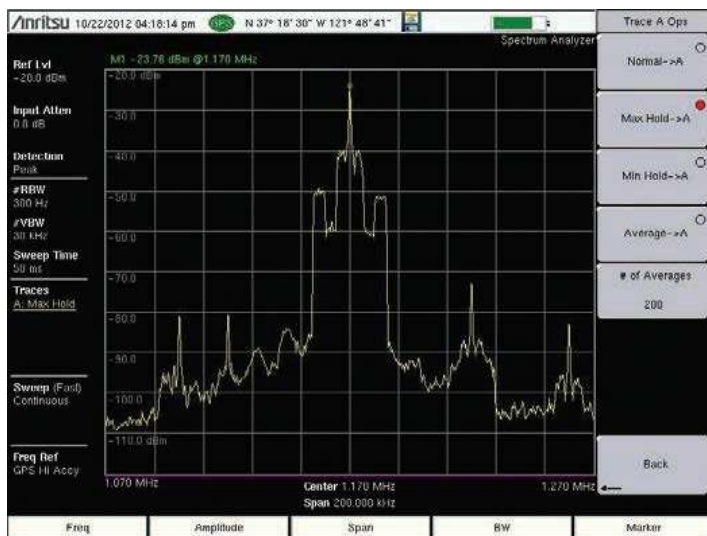 Anritsu 10/22/2012 04:18:14 pm GPS N 37° 18' 30" W 121° 48' 41"
Trace A Ops
Spectrum Analyzer
M1 -23.76 dBm @1.170 MHz
Ref Lvl
-20.0 dBm
Input Atten
0.0 dB
Detection
Peak
#RBW
300 Hz
#VBW
30 kHz
Sweep Time
50 ms
Traces
A: Max Hold
Sweep (Fast)
Continuous
Freq Ref
GPS Hi Accy
-20.0 dBm
-30.0
-40.0
-50.0
-60.0
-70.0
-80.0
-90.0
-100.0
-110.0 dBm
1.070 MHz
Center 1.170 MHz
1.270 MHz
Span 200.000 kHz
Normal->A
Max Hold->A
Min Hold->A
Average->A
# of Averages
200
Back
Freq
Amplitude
Span
BW
Marker